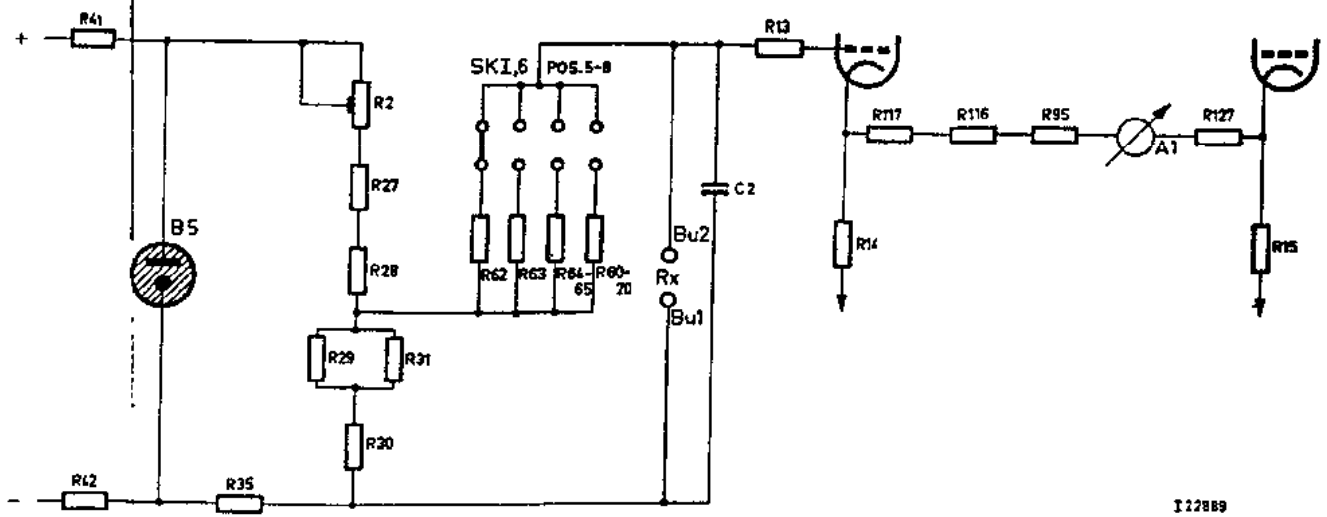 R41
+
R13
SKI,6 POS.5-8
R2
R117 R116 R95 A1 R127
R27
C2
B5
Bu2
R14
R15
R28
R62 R63 R64-65 R60-70
Rx
Bu1
R29 R31
R30
R42
-
R35
I22889